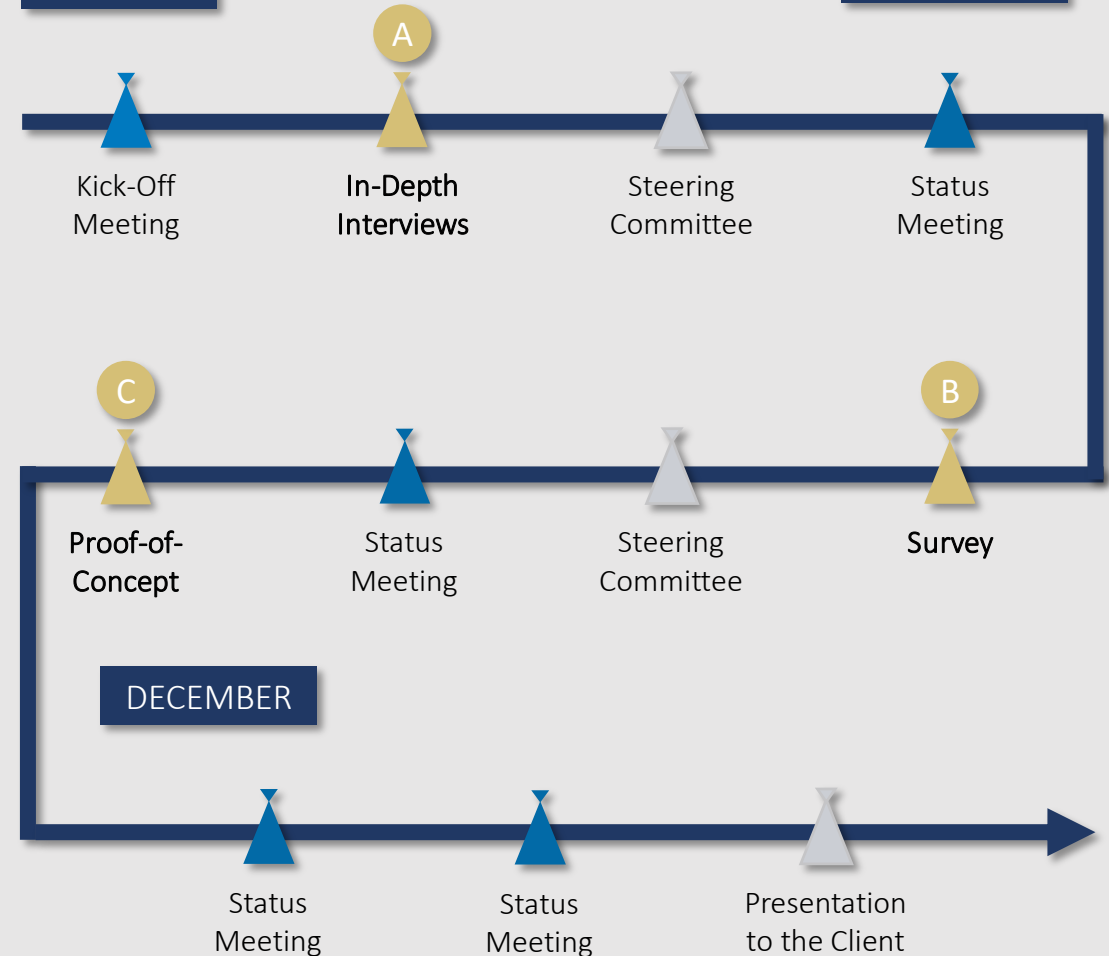 A
Kick-Off
Meeting
In-Depth
Interviews
Steering
Committee
Status
Meeting
C
B
Proof-of-
Concept
Status
Meeting
Steering
Committee
Survey
DECEMBER
Status
Meeting
Status
Meeting
Presentation
to the Client